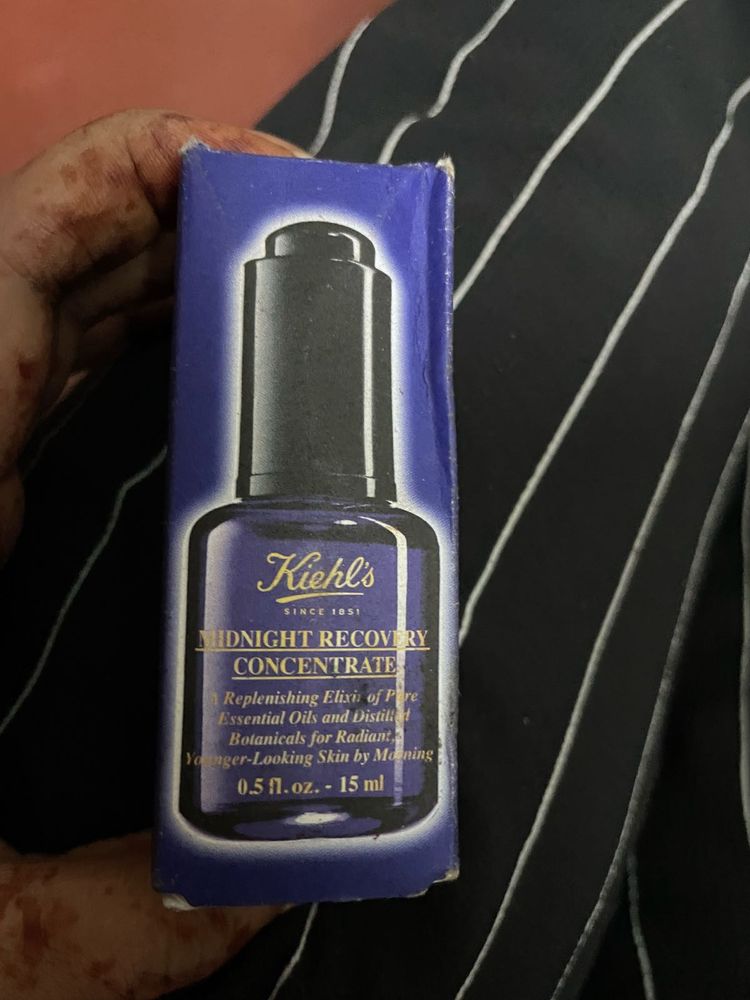 Kiehl's
SINCE 1851
MIDNIGHT RECOVERY
CONCENTRATE
A Replenishing Elixir of Pure
Essential Oils and Distilled
Botanicals for Radiant,
Younger-Looking Skin by Morning
0.5 fl. oz. - 15 ml